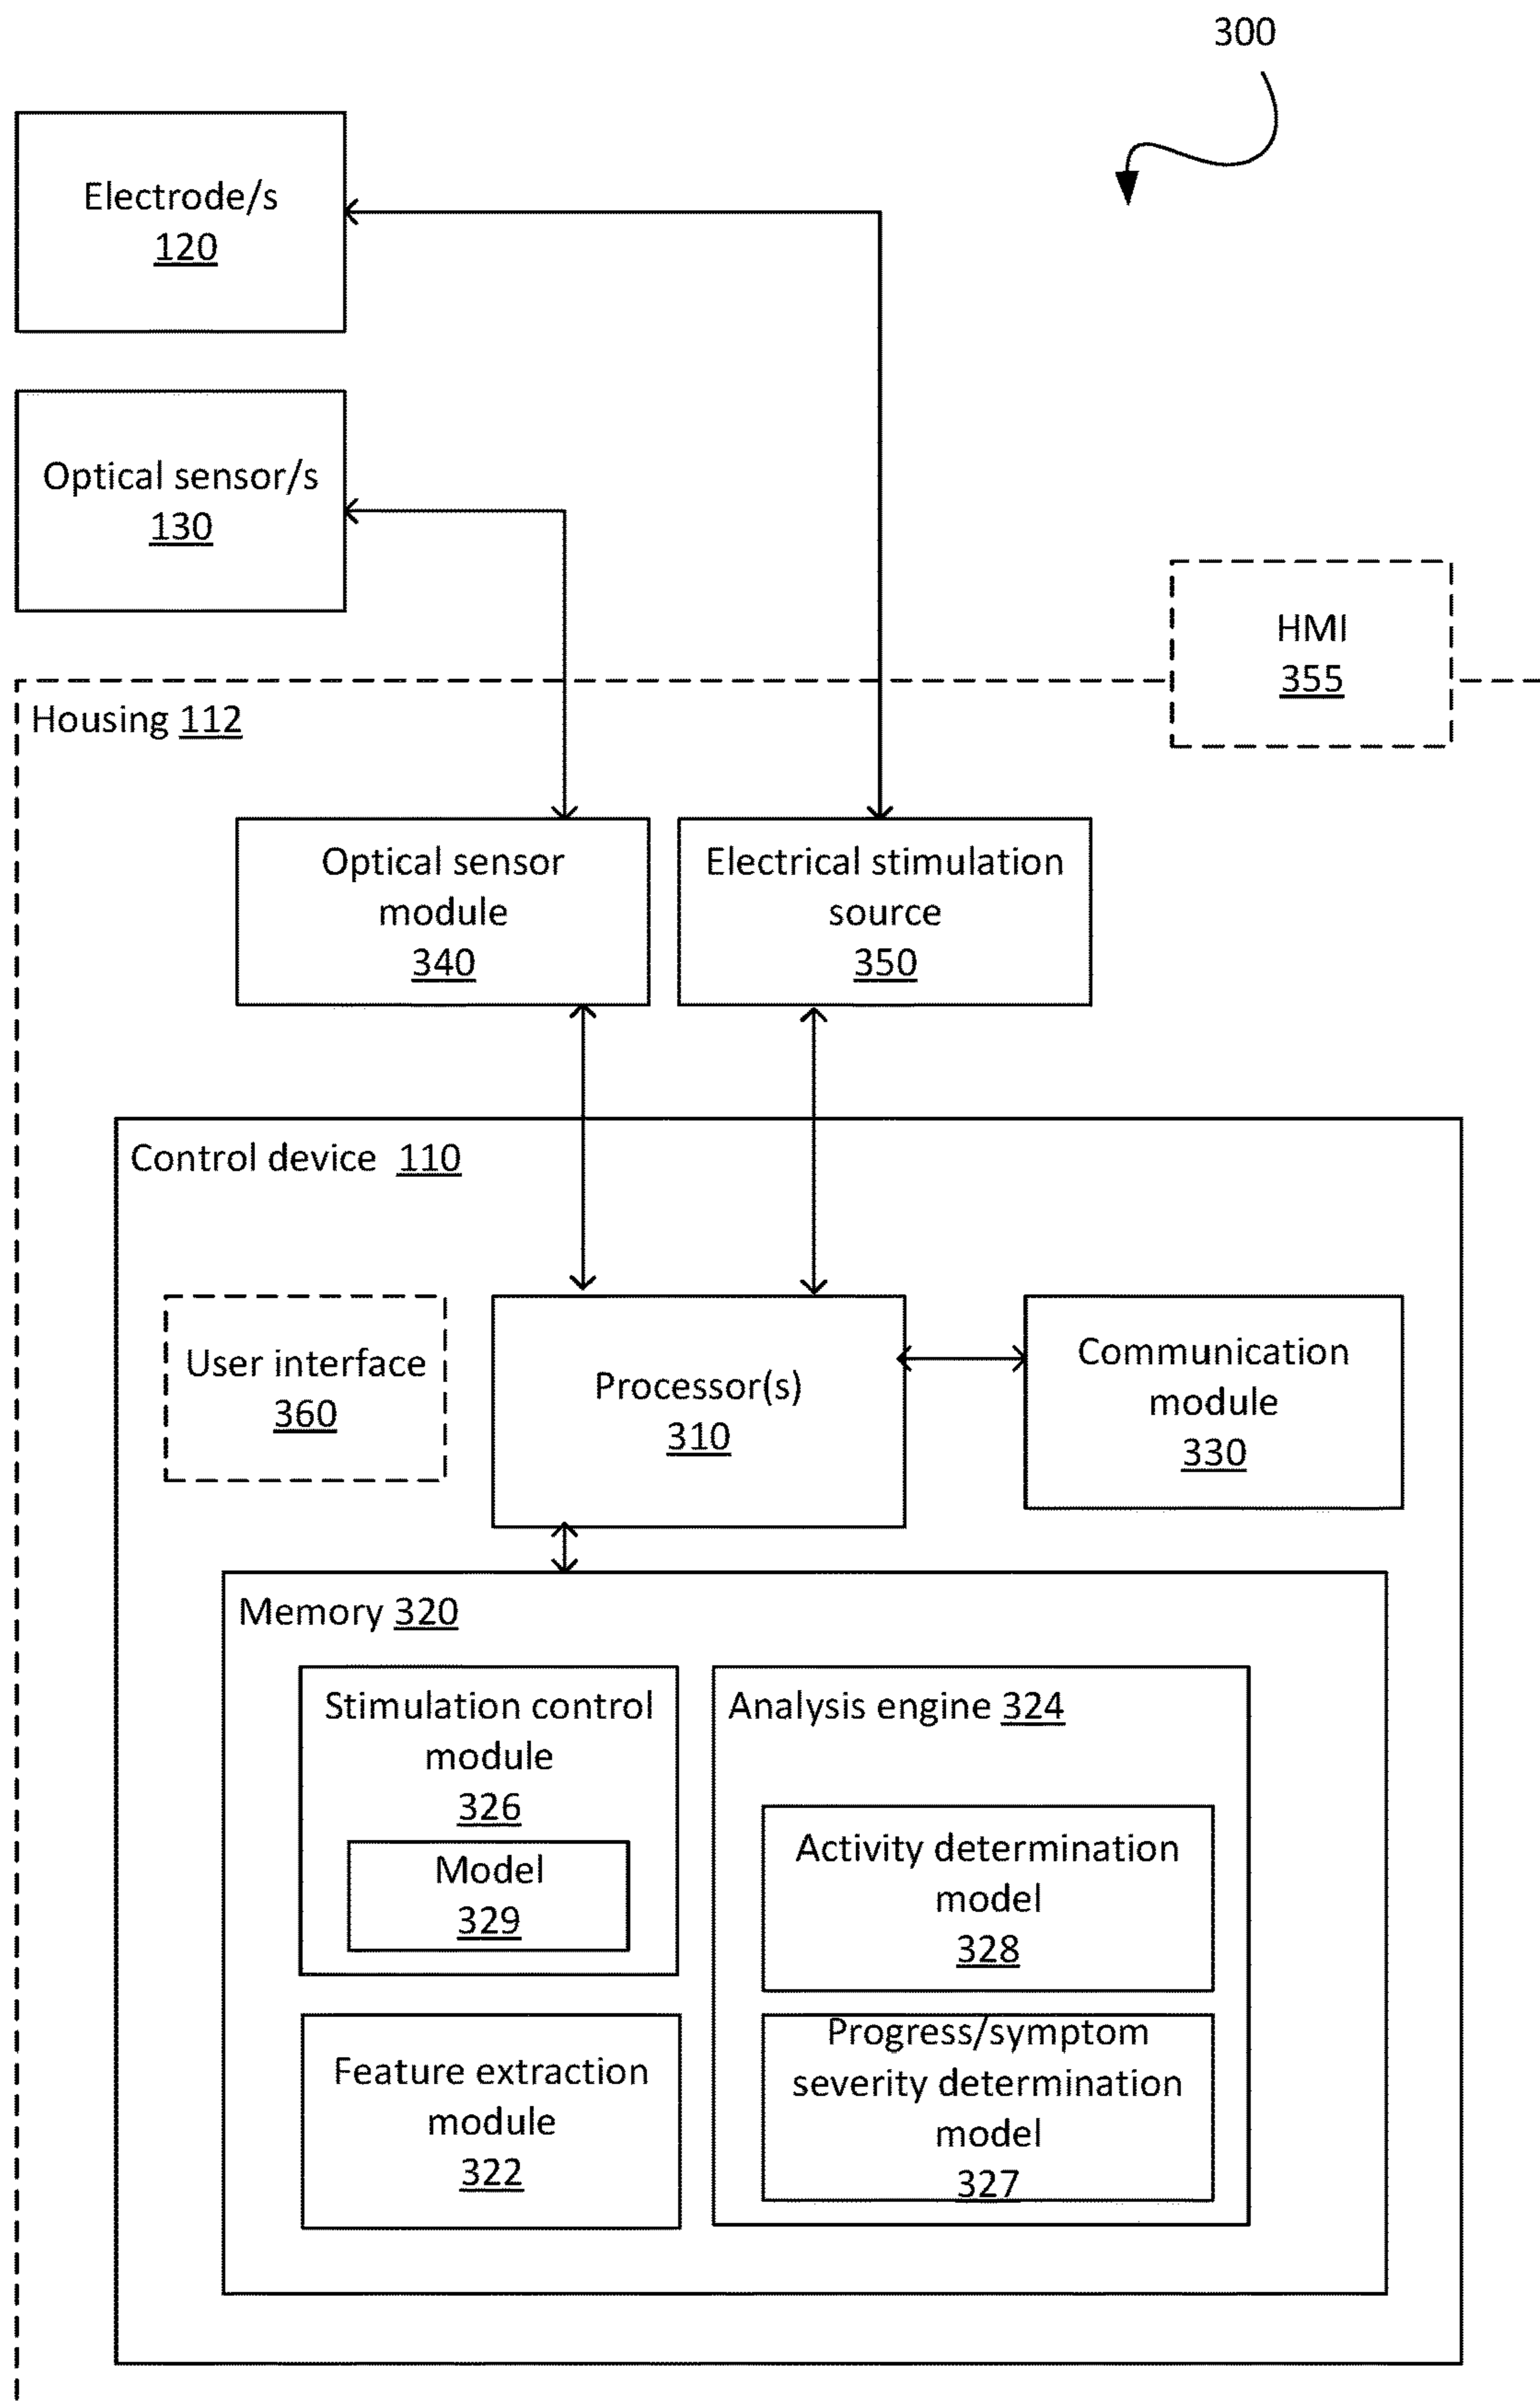 300
Electrode/s
120
Optical sensor/s
130
HMI
355
Housing 112
Optical sensor
module
340
Electrical stimulation
source
350
Control device 110
User interface
360
Processor(s)
310
Communication
module
330
Memory 320
Stimulation control
module
326
Model
329
Analysis engine 324
Activity determination
model
328
Feature extraction
module
322
Progress/symptom
severity determination
model
327